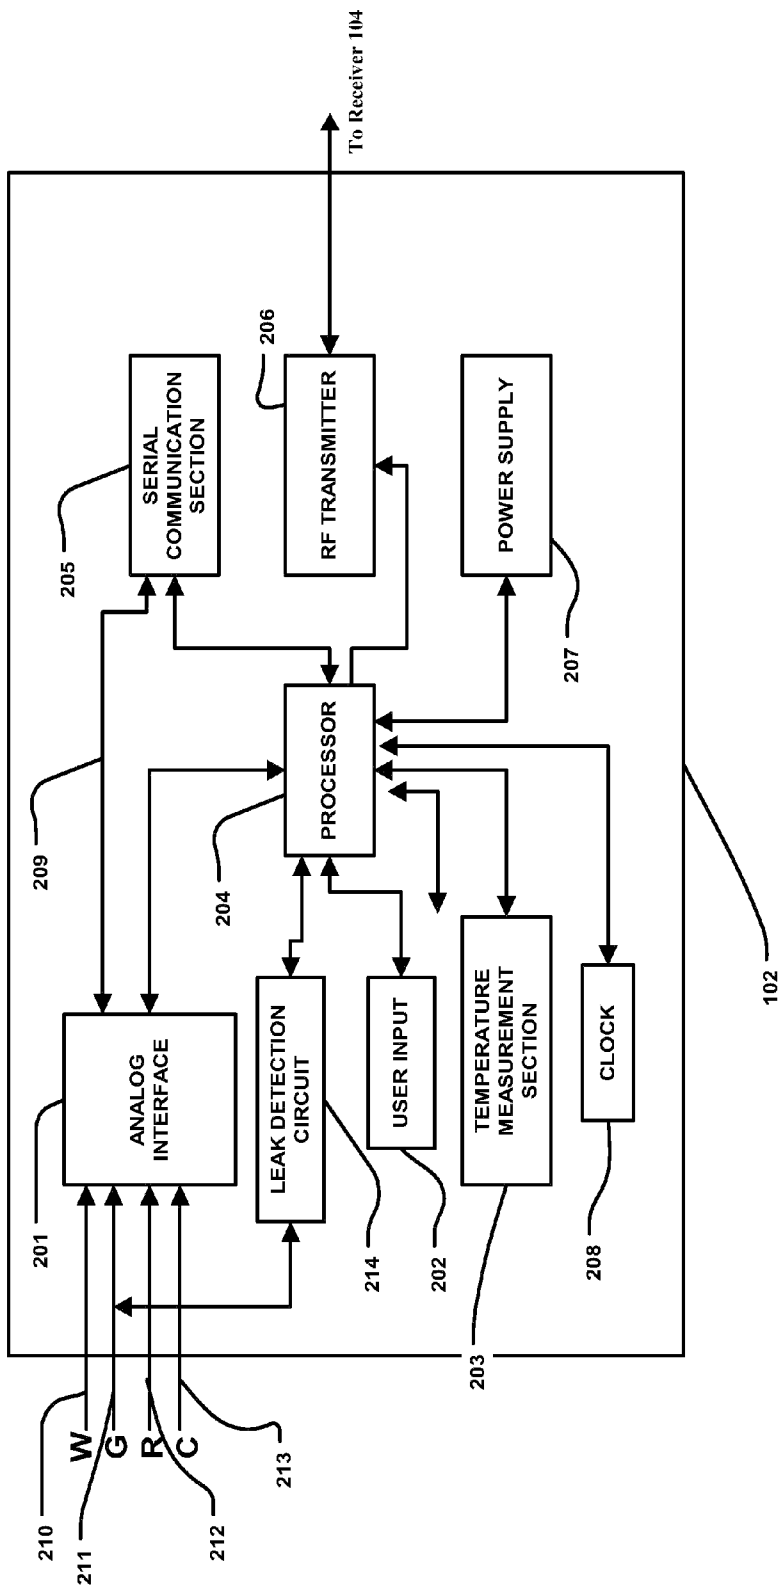 210
W
211
G
212
R
213
C
201
ANALOG
INTERFACE
209
205
SERIAL
COMMUNICATION
SECTION
214
LEAK DETECTION
CIRCUIT
204
PROCESSOR
206
RF TRANSMITTER
To Receiver 104
202
USER INPUT
203
TEMPERATURE
MEASUREMENT
SECTION
207
POWER SUPPLY
208
CLOCK
102